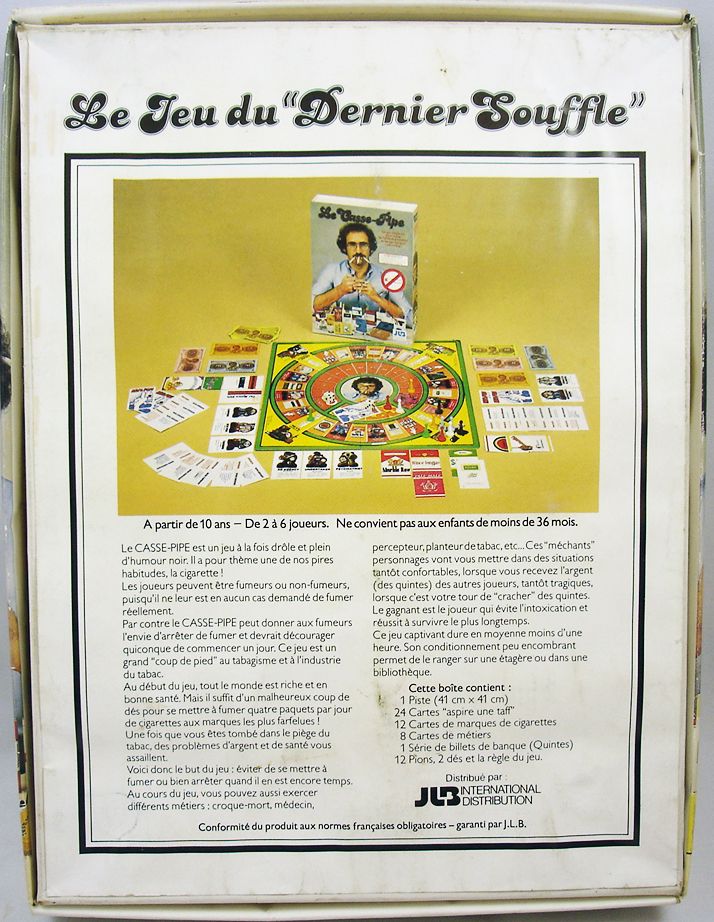 Le Jeu du "Dernier Souffle"
Le Casse-Pipe
A partir de 10 ans – De 2 à 6 joueurs. Ne convient pas aux enfants de moins de 36 mois.
Le CASSE-PIPE est un jeu à la fois drôle et plein
d'humour noir. Il a pour thème une de nos pires
habitudes, la cigarette !
Les joueurs peuvent être fumeurs ou non-fumeurs,
puisqu'il ne leur est en aucun cas demandé de fumer
réellement.
Par contre le CASSE-PIPE peut donner aux fumeurs
l'envie d'arrêter de fumer et devrait décourager
quiconque de commencer un jour. Ce jeu est un
grand "coup de pied" au tabagisme et à l'industrie
du tabac.
Au début du jeu, tout le monde est riche et en
bonne santé. Mais il suffit d'un malheureux coup de
dés pour se mettre à fumer quatre paquets par jour
de cigarettes aux marques les plus farfelues !
Une fois que vous êtes tombé dans le piège du
tabac, des problèmes d'argent et de santé vous
assaillent.
Voici donc le but du jeu : éviter de se mettre à
fumer ou bien arrêter quand il en est encore temps.
Au cours du jeu, vous pouvez aussi exercer
différents métiers : croque-mort, médecin,
percepteur, planteur de tabac, etc... Ces "méchants"
personnages vont vous mettre dans des situations
tantôt confortables, lorsque vous recevez l'argent
(des quintes) des autres joueurs, tantôt tragiques,
lorsque c'est votre tour de "cracher" des quintes.
Le gagnant est le joueur qui évite l'intoxication et
réussit à survivre le plus longtemps.
Ce jeu captivant dure en moyenne moins d'une
heure. Son conditionnement peu encombrant
permet de le ranger sur une étagère ou dans une
bibliothèque.
Cette boîte contient :
1 Piste (41 cm x 41 cm)
24 Cartes "aspire une taff"
12 Cartes de marques de cigarettes
8 Cartes de métiers
1 Série de billets de banque (Quintes)
12 Pions, 2 dés et la règle du jeu.
Distribué par :
JLB INTERNATIONAL
DISTRIBUTION
Conformité du produit aux normes françaises obligatoires – garanti par J.L.B.